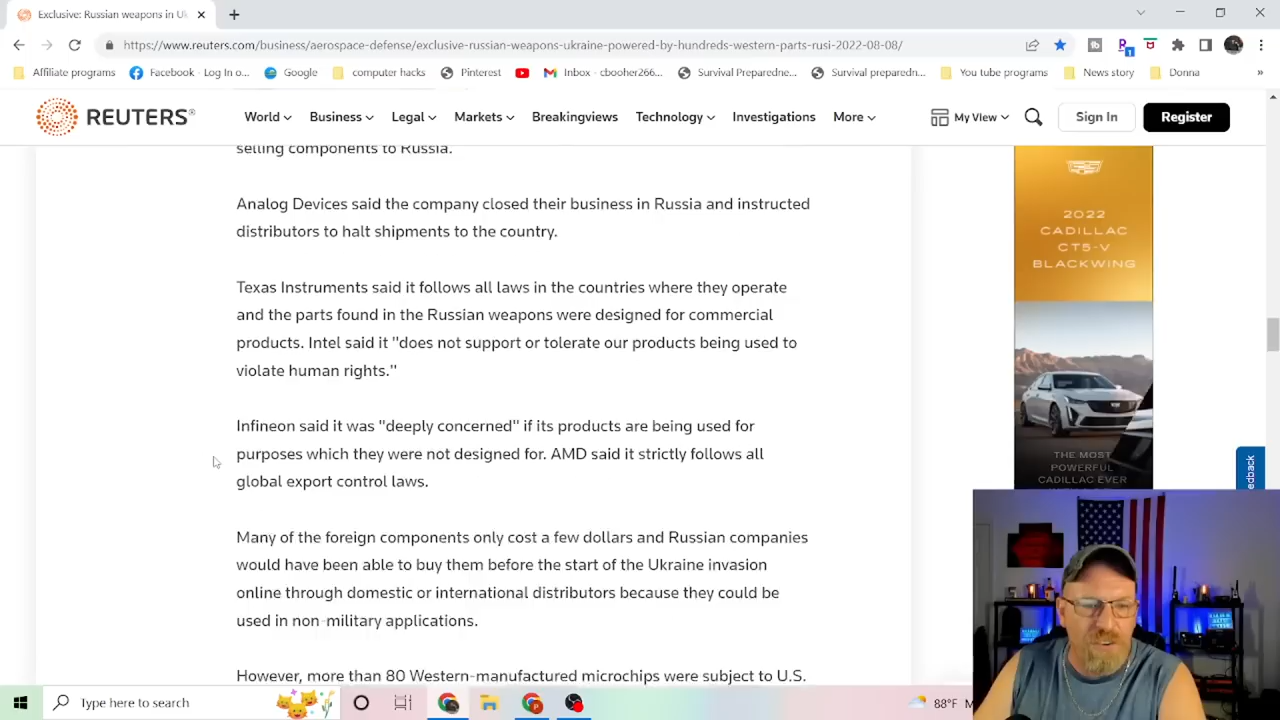 Exclusive: Russian weapons in U
https://www.reuters.com/business/aerospace-defense/exclusive-russian-weapons-ukraine-powered-by-hundreds-western-parts-rusi-2022-08-08/
Affiliate programs
Facebook - Log In o...
Google
computer hacks
Pinterest
Inbox - cbooher266...
Survival Preparedne...
Survival preparedn...
You tube programs
News story
Donna
»
REUTERS®
World
Business
Legal
Markets
Breakingviews
Technology
Investigations
More
My View
Sign In
Register
selling components to Russia.
Analog Devices said the company closed their business in Russia and instructed
distributors to halt shipments to the country.
Texas Instruments said it follows all laws in the countries where they operate
and the parts found in the Russian weapons were designed for commercial
products. Intel said it "does not support or tolerate our products being used to
violate human rights."
Infineon said it was "deeply concerned" if its products are being used for
purposes which they were not designed for. AMD said it strictly follows all
global export control laws.
Many of the foreign components only cost a few dollars and Russian companies
would have been able to buy them before the start of the Ukraine invasion
online through domestic or international distributors because they could be
used in non-military applications.
However, more than 80 Western-manufactured microchips were subject to U.S.
2022
CADILLAC
CT5-V
BLACKWING
THE MOST
POWERFUL
CADILLAC EVER
edback
Type here to search
88°F M